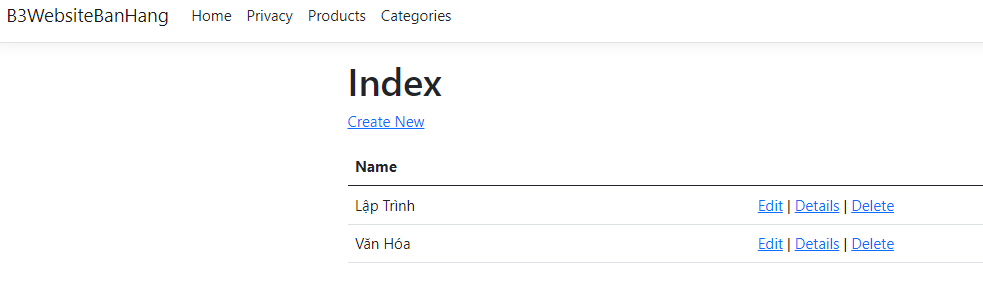 B3WebsiteBanHang Home Privacy Products Categories
Index
Create New
Name
Lập Trình Edit | Details | Delete
Văn Hóa Edit | Details | Delete